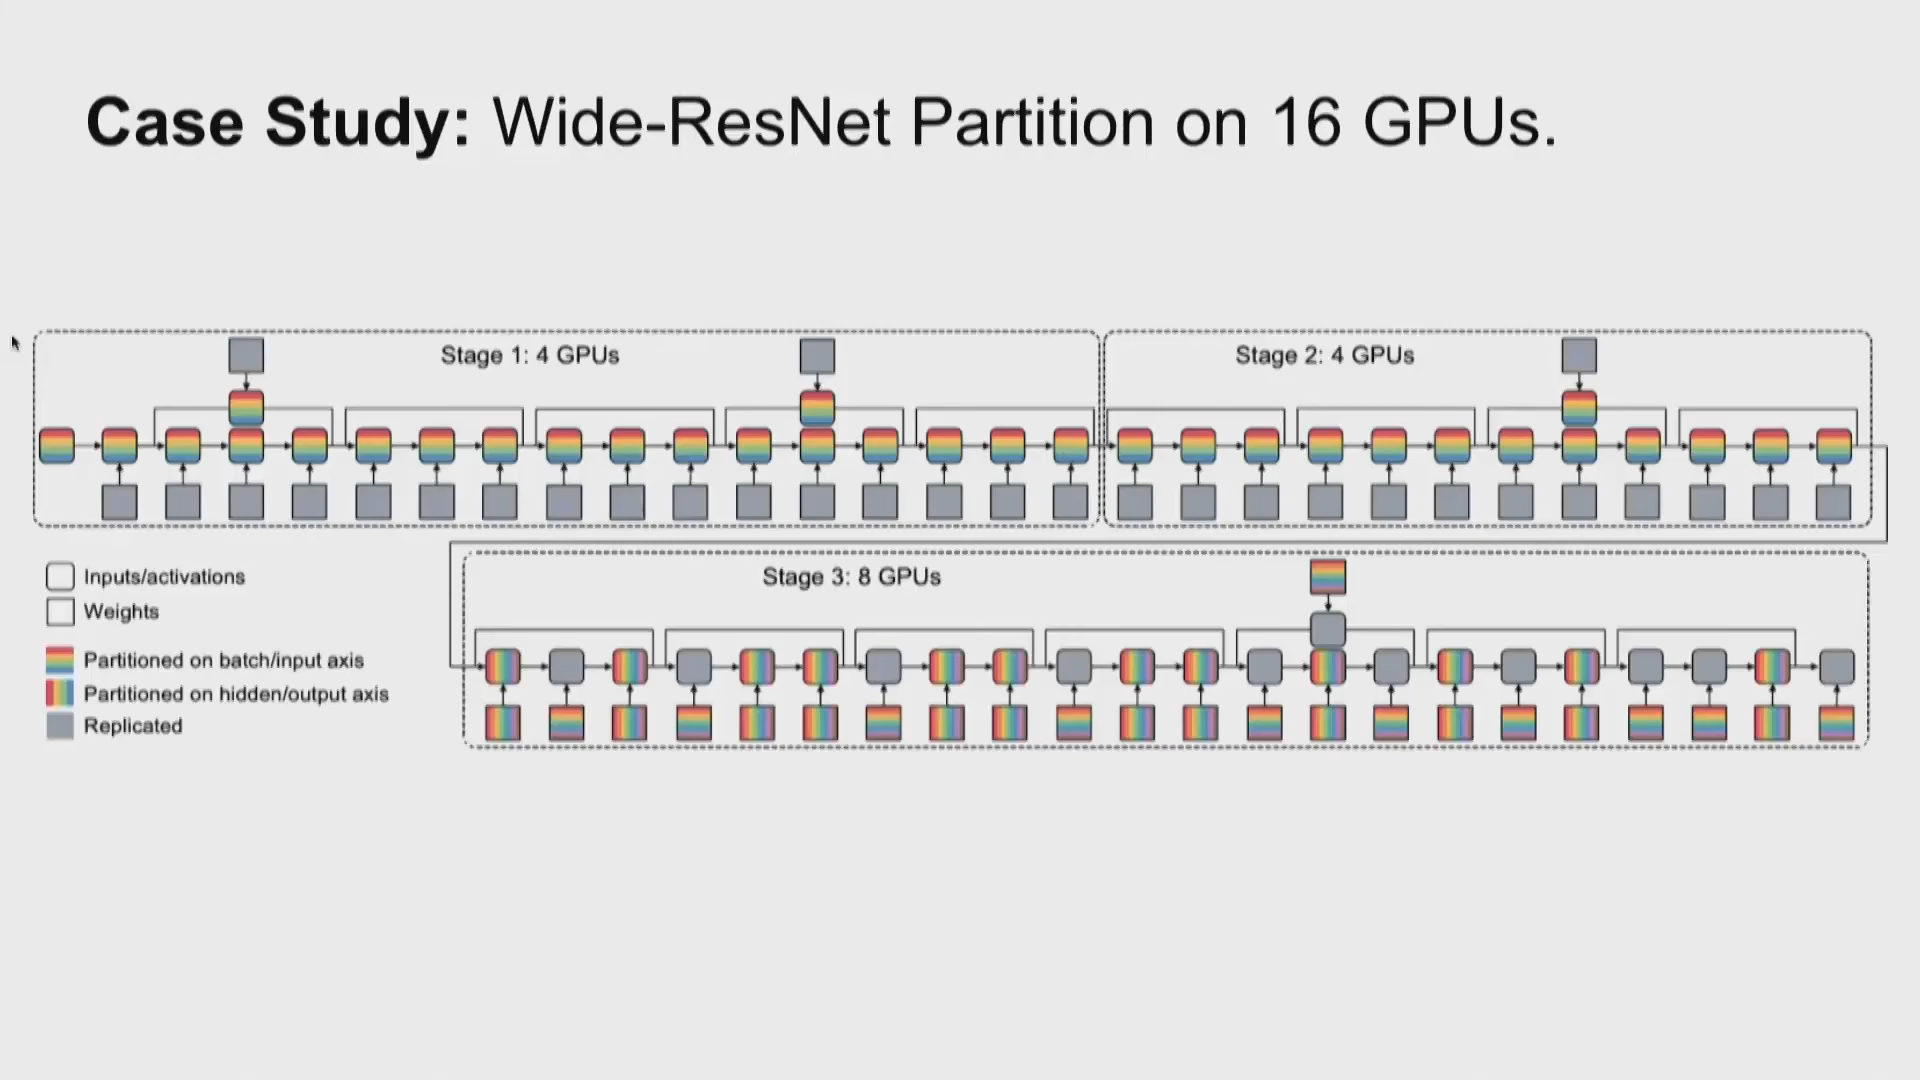 Case Study: Wide-ResNet Partition on 16 GPUs.
Stage 1: 4 GPUs
Stage 2: 4 GPUs
Stage 3: 8 GPUs
Inputs/activations
Weights
Partitioned on batch/input axis
Partitioned on hidden/output axis
Replicated